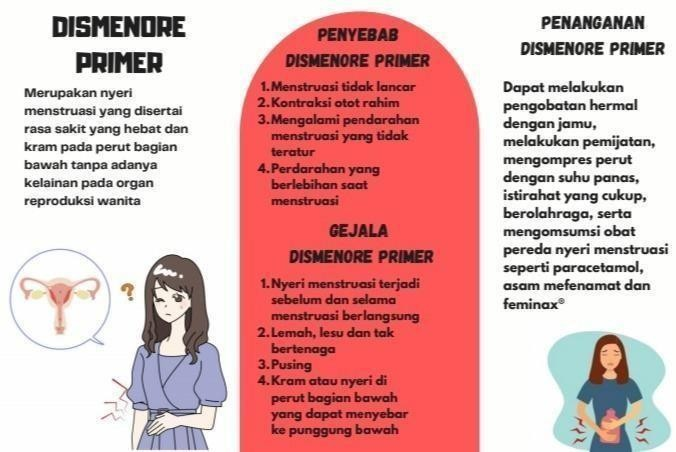 DISMENORE
PRIMER
Merupakan nyeri
menstruasi yang disertai
rasa sakit yang hebat dan
kram pada perut bagian
bawah tanpa adanya
kelainan pada organ
reproduksi wanita
?
PENYEBAB
DISMENORE PRIMER
1. Menstruasi tidak lancar
2. Kontraksi otot rahim
3. Mengalami pendarahan
menstruasi yang tidak
teratur
4. Perdarahan yang
berlebihan saat
menstruasi
GEJALA
DISMENORE PRIMER
1. Nyeri menstruasi terjadi
sebelum dan selama
menstruasi berlangsung
2. Lemah, lesu dan tak
bertenaga
3. Pusing
4. Kram atau nyeri di
perut bagian bawah
yang dapat menyebar
ke punggung bawah
PENANGANAN
DISMENORE PRIMER
Dapat melakukan
pengobatan hermal
dengan jamu,
melakukan pemijatan,
mengompres perut
dengan suhu panas,
istirahat yang cukup,
berolahraga, serta
mengomsumsi obat
pereda nyeri menstruasi
seperti paracetamol,
asam mefenamat dan
feminax®